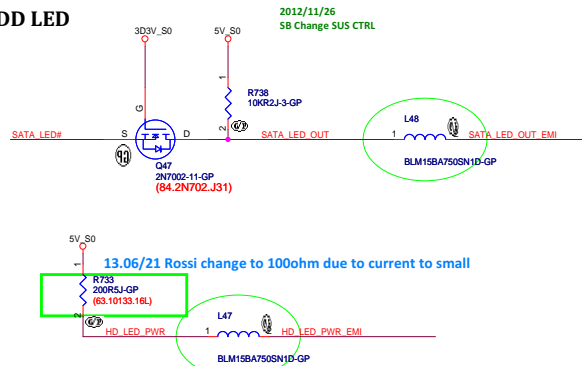 DD LED
2012/11/26
SB Change SUS CTRL
3D3V_S0
5V_S0
1
R738
10KR2J-3-GP
2
G
SATA_LED#
S
D
SATA_LED_OUT
L48
1
SATA_LED_OUT_EMI
Q47
2N7002-11-GP
(84.2N702.J31)
BLM15BA750SN1D-GP
5V_S0
13.06/21 Rossi change to 100ohm due to current to small
1
R733
200R5J-GP
(63.10133.16L)
2
HD_LED_PWR
L47
1
HD_LED_PWR_EMI
BLM15BA750SN1D-GP